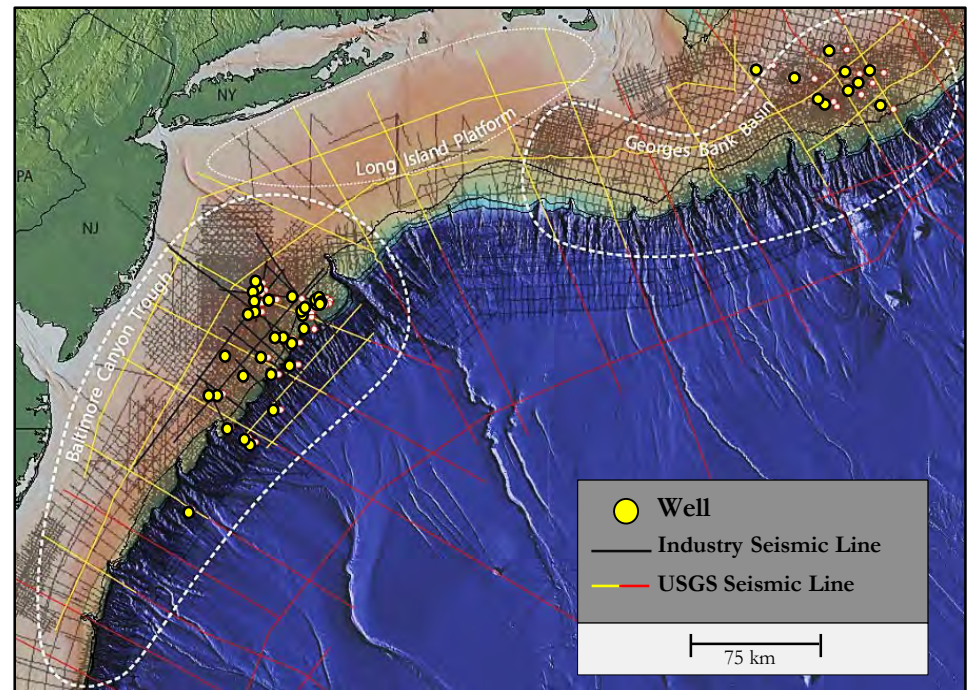 NY
PA
NJ
Long Island Platform
Georges Bank Basin
Baltimore Canyon Trough
Well
Industry Seismic Line
USGS Seismic Line
75 km